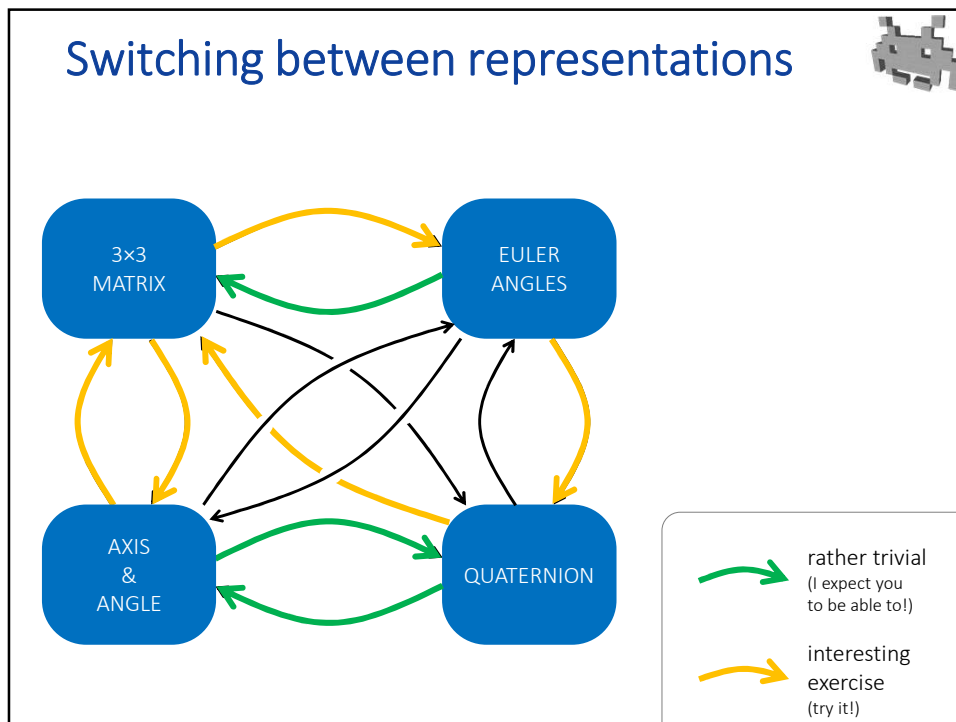 Switching between representations
3×3
MATRIX
EULER
ANGLES
AXIS
&
ANGLE
QUATERNION
rather trivial
(I expect you
to be able to!)
interesting
exercise
(try it!)